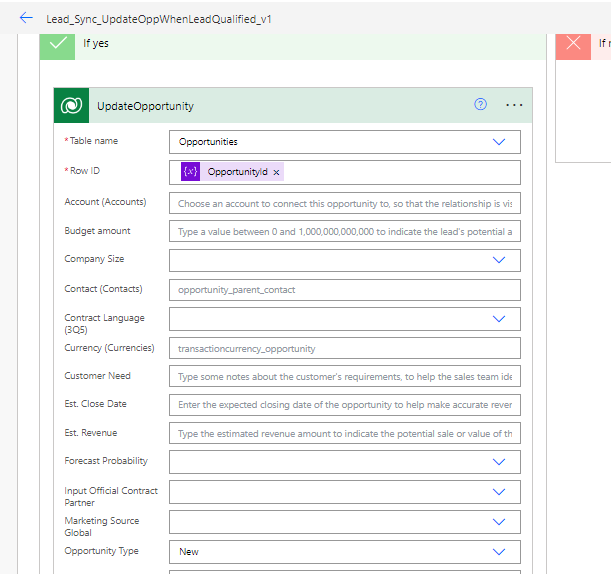 Lead_Sync_UpdateOppWhenLeadQualified_v1
If yes
UpdateOpportunity
* Table name
Opportunities
* Row ID
{x} OpportunityId ×
Account (Accounts)
Choose an account to connect this opportunity to, so that the relationship is vis
Budget amount
Type a value between 0 and 1,000,000,000,000 to indicate the lead's potential a
Company Size
Contact (Contacts)
opportunity_parent_contact
Contract Language
(3Q5)
Currency (Currencies)
transactioncurrency_opportunity
Customer Need
Type some notes about the customer's requirements, to help the sales team ide
Est. Close Date
Enter the expected closing date of the opportunity to help make accurate rever
Est. Revenue
Type the estimated revenue amount to indicate the potential sale or value of th
Forecast Probability
Input Official Contract
Partner
Marketing Source
Global
Opportunity Type
New